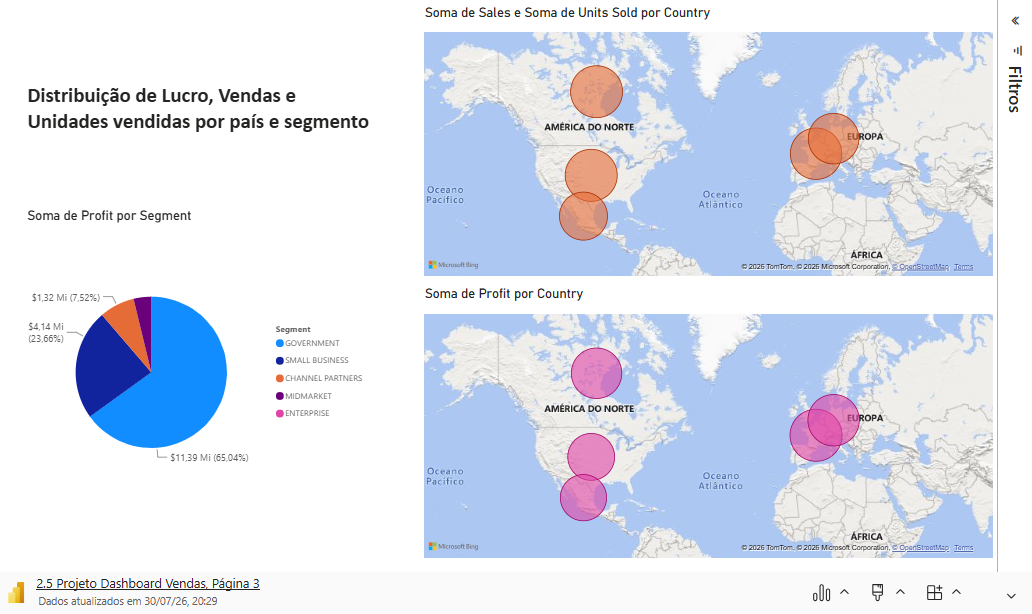 Soma de Sales e Soma de Units Sold por Country
Distribuição de Lucro, Vendas e
Unidades vendidas por país e segmento
AMÉRICA DO NORTE
EUROPA
Oceano
Pacífico
Oceano
Atlântico
ÁFRICA
Microsoft Bing
© 2026 TomTom, © 2026 Microsoft Corporation, © OpenStreetMap Terms
Filtros
Soma de Profit por Segment
$1,32 Mi (7,52%)
$4,14 Mi
(23,66%)
$11,39 Mi (65,04%)
Segment
GOVERNMENT
SMALL BUSINESS
CHANNEL PARTNERS
MIDMARKET
ENTERPRISE
Soma de Profit por Country
AMÉRICA DO NORTE
EUROPA
Oceano
Pacífico
Oceano
Atlântico
ÁFRICA
Microsoft Bing
© 2026 TomTom, © 2026 Microsoft Corporation, © OpenStreetMap Terms
2.5 Projeto Dashboard Vendas, Página 3
Dados atualizados em 30/07/26, 20:29